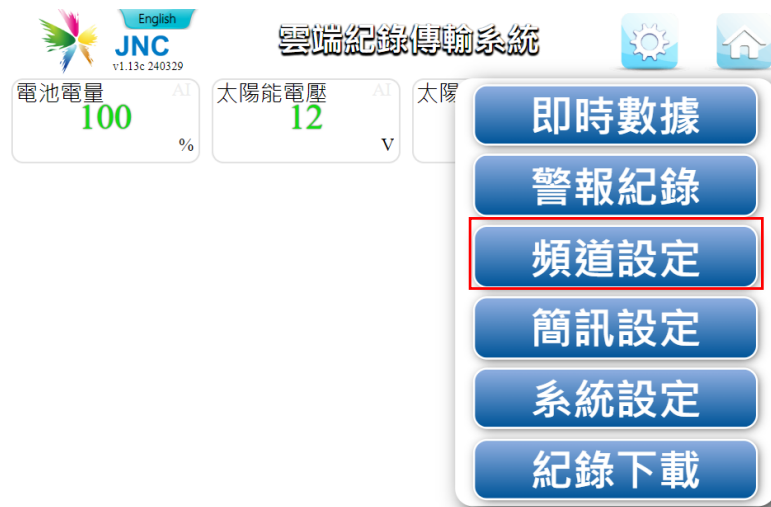 English
JNC
v1.13c 240329
雲端紀錄傳輸系統
電池電量 AI
100
%
太陽能電壓 AI
12
V
太陽
即時數據
警報紀錄
頻道設定
簡訊設定
系統設定
紀錄下載